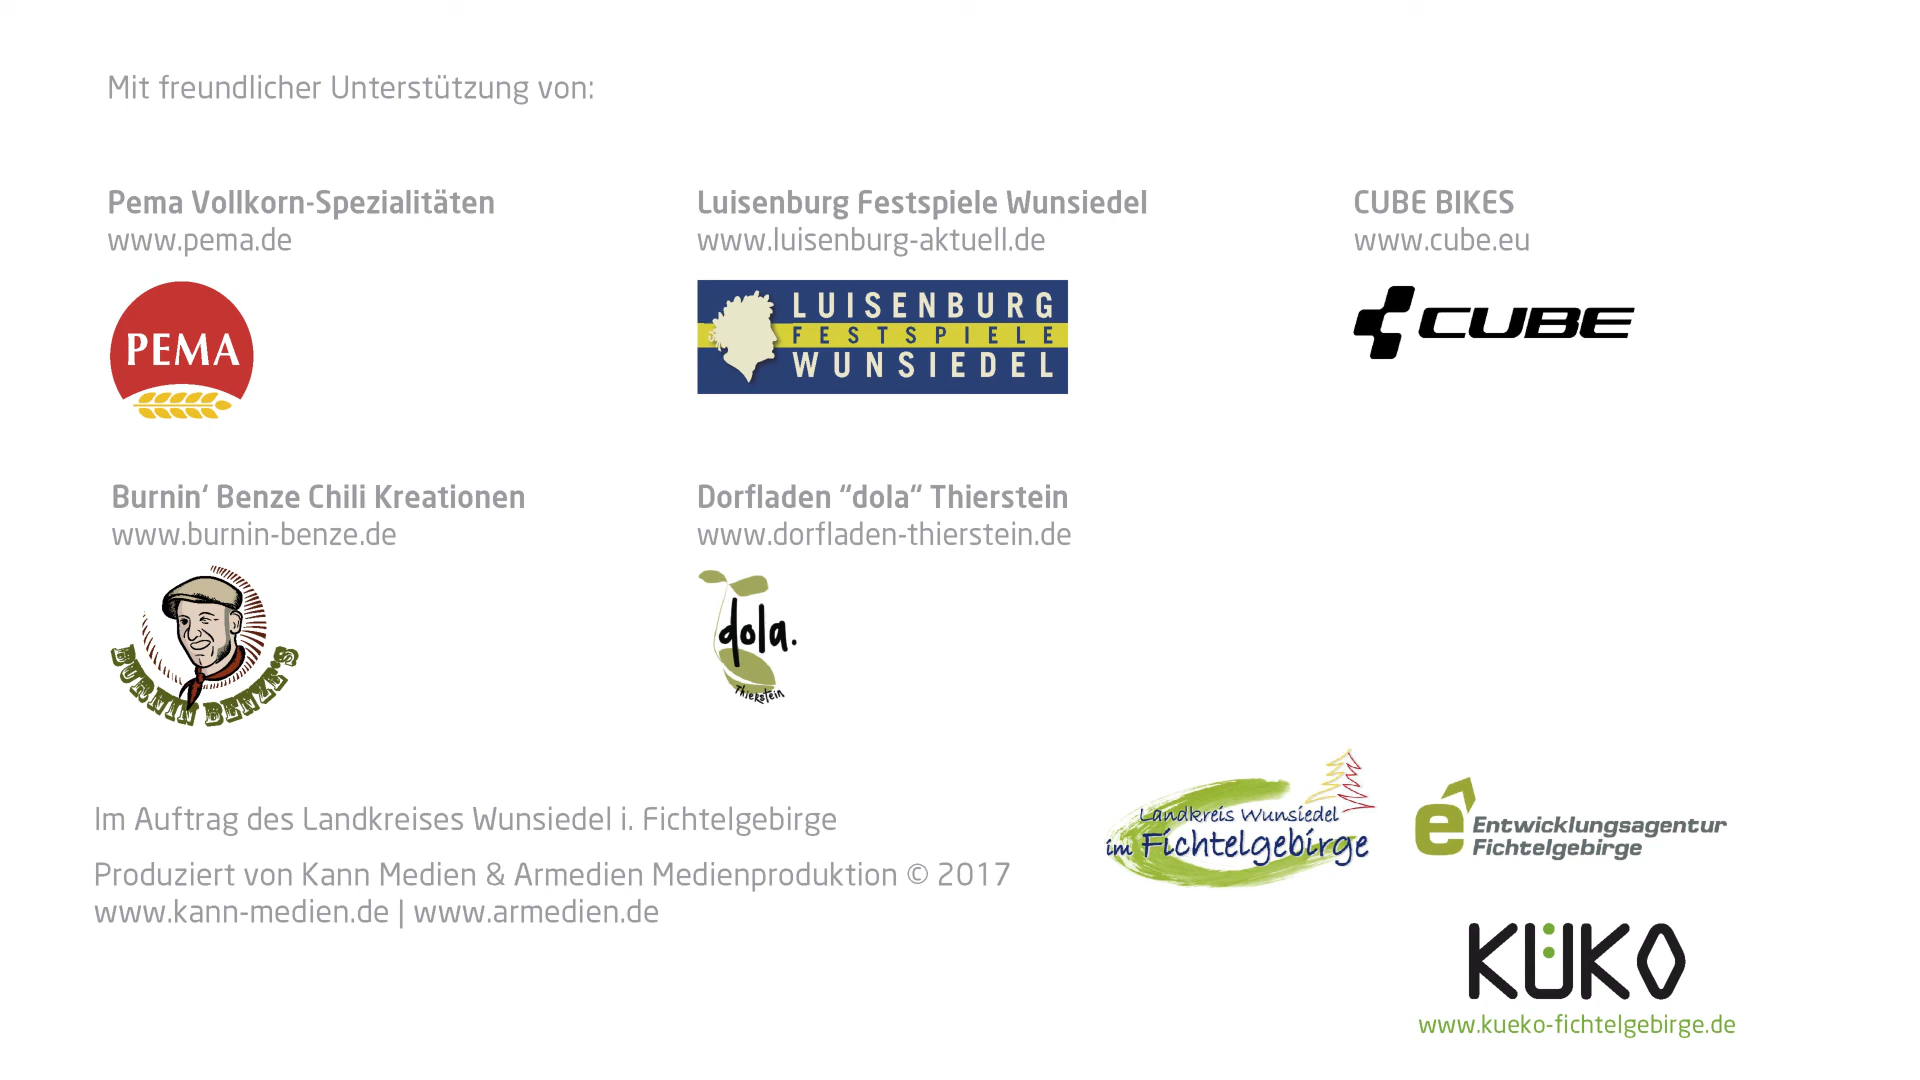 Mit freundlicher Unterstützung von:
Pema Vollkorn-Spezialitäten
www.pema.de
PEMA
Luisenburg Festspiele Wunsiedel
www.luisenburg-aktuell.de
LUISENBURG
FESTSPIELE
WUNSIEDEL
CUBE BIKES
www.cube.eu
CUBE
Burnin‘ Benze Chili Kreationen
www.burnin-benze.de
BURNIN BENZE'S
Dorfladen “dola“ Thierstein
www.dorfladen-thierstein.de
dola.
Thierstein
Im Auftrag des Landkreises Wunsiedel i. Fichtelgebirge
Produziert von Kann Medien & Armedien Medienproduktion © 2017
www.kann-medien.de | www.armedien.de
Landkreis Wunsiedel
im Fichtelgebirge
ê Entwicklungsagentur
Fichtelgebirge
KÜKO
www.kueko-fichtelgebirge.de